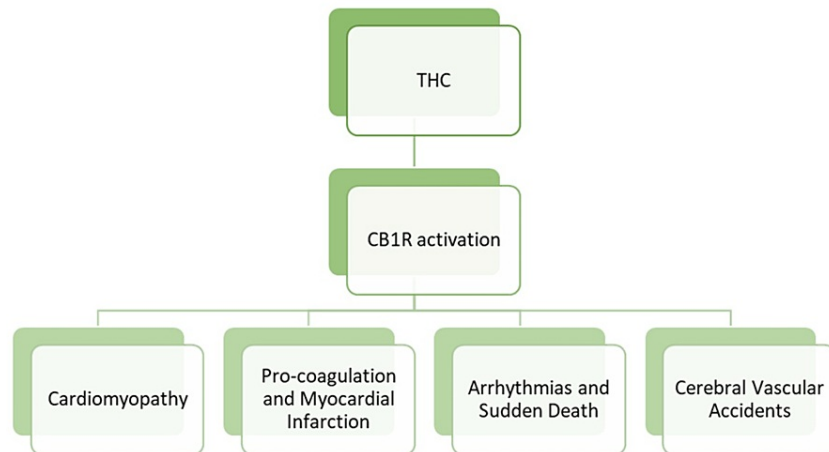 THC
CB1R activation
Cardiomyopathy
Pro-coagulation
and Myocardial
Infarction
Arrhythmias and
Sudden Death
Cerebral Vascular
Accidents